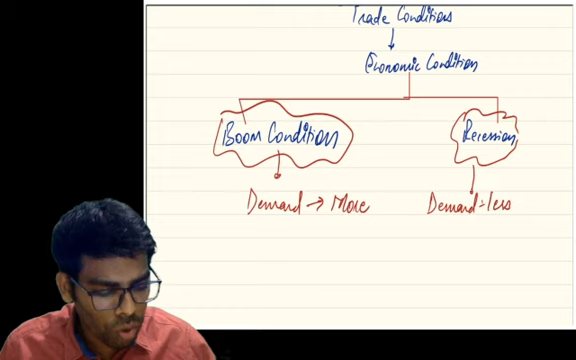 Trade Conditions
Economic Condition
Boom Condition
Recession
Demand → More
Demand = less